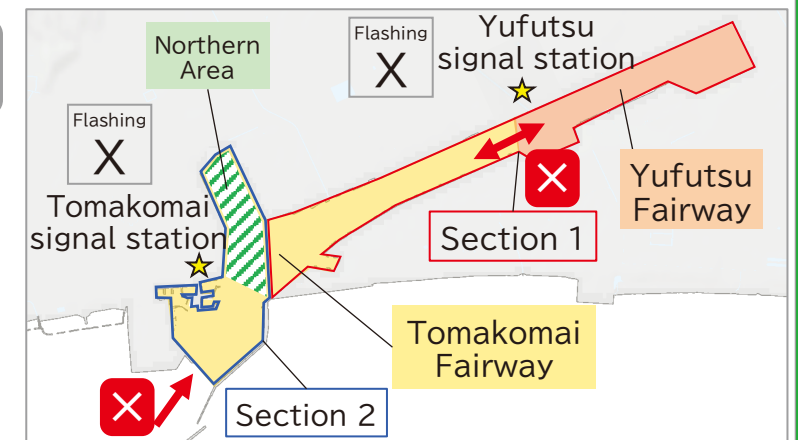 Northern
Area
Flashing
X
Yufutsu
signal station
Flashing
X
Tomakomai
signal station
Yufutsu
Fairway
Section 1
Tomakomai
Fairway
Section 2